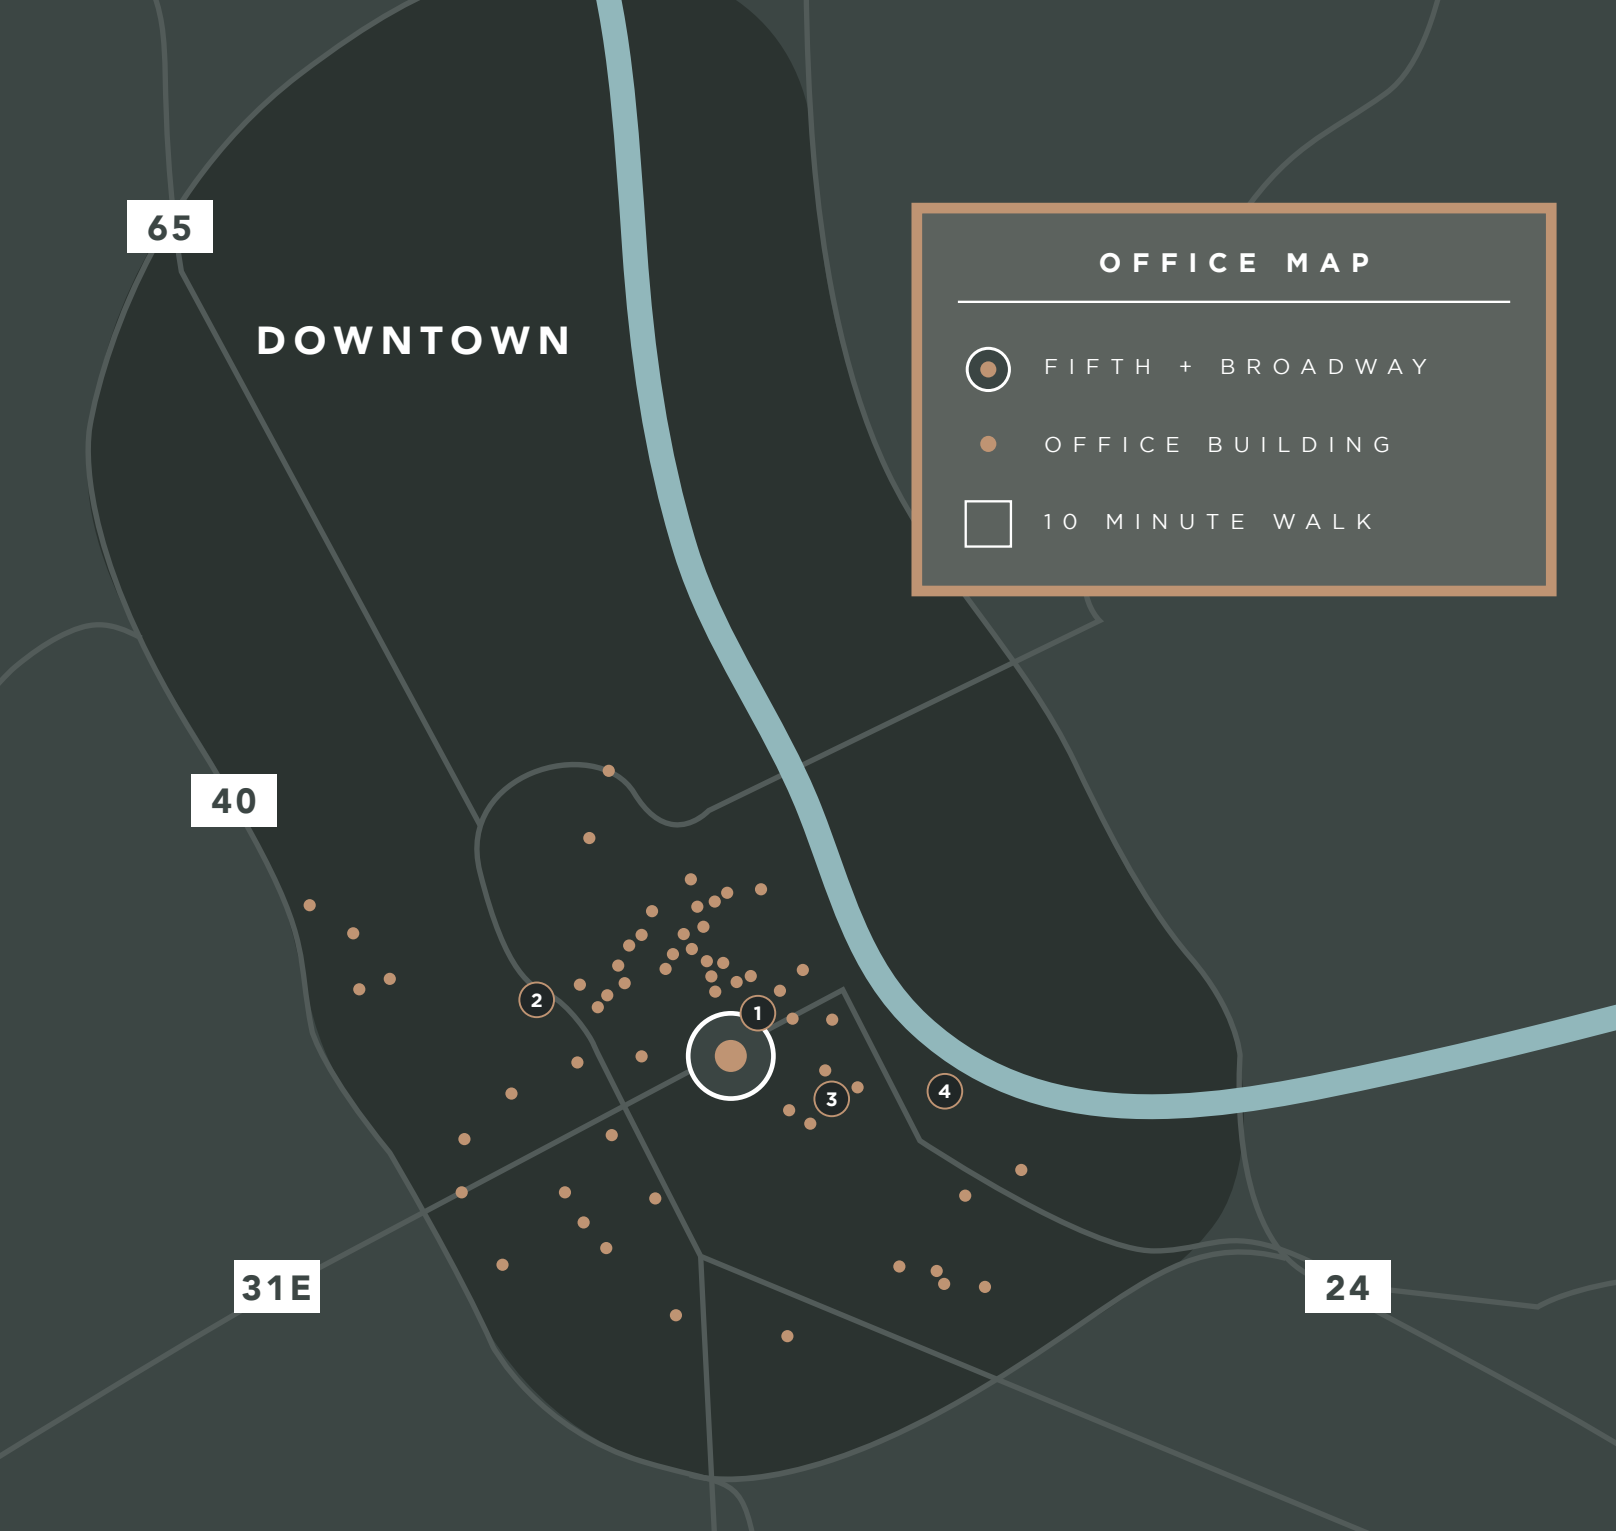 65
OFFICE MAP
DOWNTOWN
FIFTH + BROADWAY
OFFICE BUILDING
10 MINUTE WALK
40
2
1
3
4
31E
24